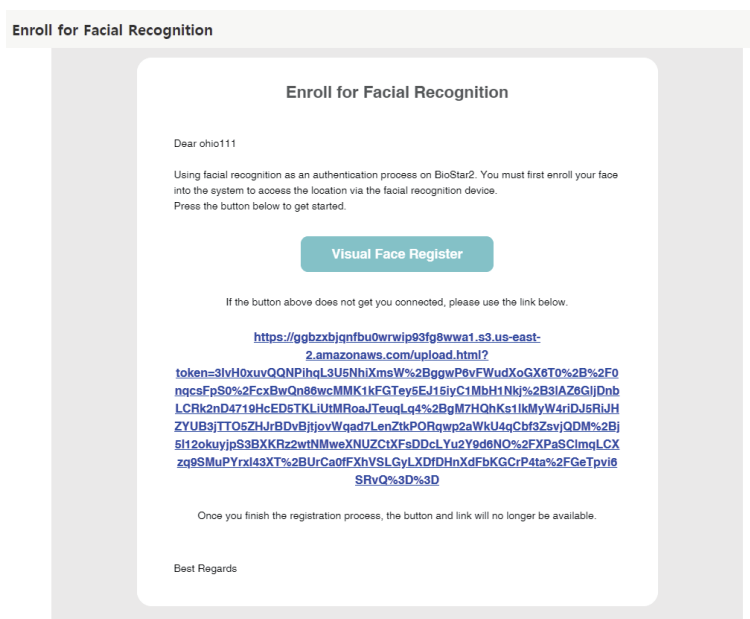 Enroll for Facial Recognition
Enroll for Facial Recognition
Dear ohio111
Using facial recognition as an authentication process on BioStar2. You must first enroll your face
into the system to access the location via the facial recognition device.
Press the button below to get started.
Visual Face Register
If the button above does not get you connected, please use the link below.
https://ggbzxbjqnfbu0wrwip93fg8wwa1.s3.us-east-
2.amazonaws.com/upload.html?
token=3lvH0xuvQQNPihqL3U5NhiXmsW%2BggwP6vFWudXoGX6T0%2B%2F0
nqcsFpS0%2FcxBwQn86wcMMK1kFGTey5EJ15iyC1MbH1Nkj%2B3lAZ6GljDnb
LCRk2nD4719HcED5TKLiUtMRoaJTeuqLq4%2BgM7HQhKs1lkMyW4riDJ5RiJH
ZYUB3jTTO5ZHJrBDvBjtjovWqad7LenZtkPORqwp2aWkU4qCbf3ZsvjQDM%2Bj
5l12okuyjpS3BXKRz2wtNMweXNUZCtXFsDDcLYu2Y9d6NO%2FXPaSClmqLCX
zq9SMuPYrxl43XT%2BUrCa0fFXhVSLGyLXDfDHnXdFbKGCrP4ta%2FGeTpvi6
SRvQ%3D%3D
Once you finish the registration process, the button and link will no longer be available.
Best Regards